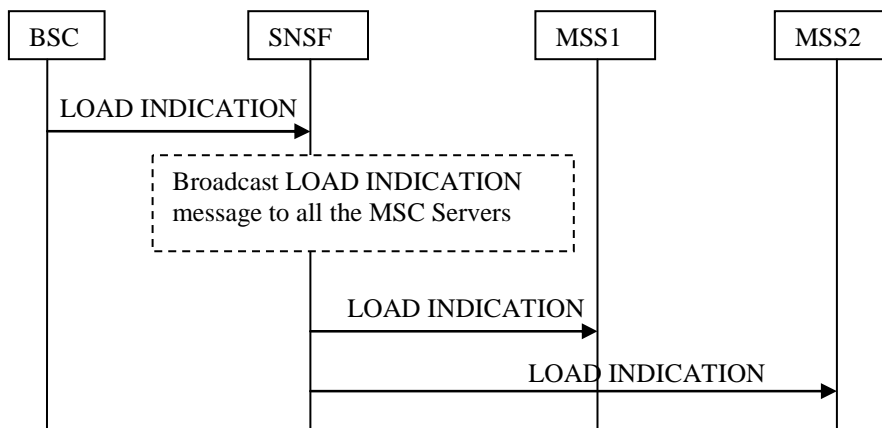 BSC
SNSF
MSS1
MSS2
LOAD INDICATION
Broadcast LOAD INDICATION
message to all the MSC Servers
LOAD INDICATION
LOAD INDICATION